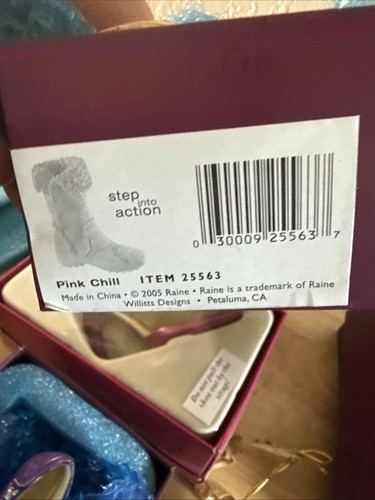 step
into
action
0 30009 25563 7
Pink Chill ITEM 25563
Made in China • © 2005 Raine • Raine is a trademark of Raine
Willitts Designs • Petaluma, CA
Do not pull the
shoe out by the
strap!